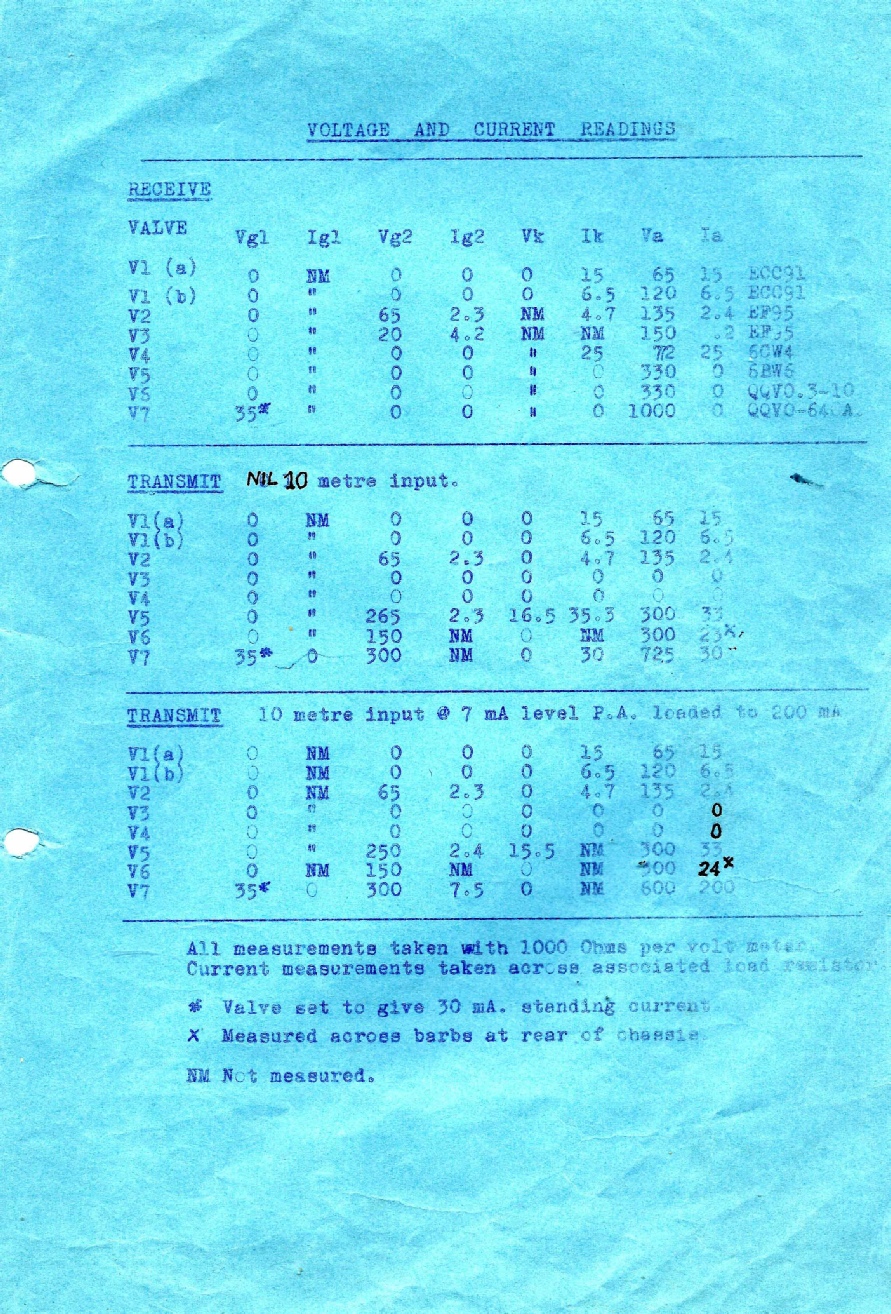 VOLTAGE AND CURRENT READINGS
RECEIVE
VALVE Vg1 Ig1 Vg2 Ig2 Vk Ik Va Ia
V1 (a) 0 NM 0 0 0 15 65 15 ECC91
V1 (b) 0 " 0 0 0 6.5 120 6.5 ECC91
V2 0 " 65 2.3 NM 4.7 135 2.4 EF95
V3 0 " 20 4.2 NM NM 150 .2 EF95
V4 0 " 0 0 " 25 72 25 6CW4
V5 0 " 0 0 " 0 330 0 6BW6
V6 0 " 0 0 " 0 330 0 QQV0.3-10
V7 35* " 0 0 " 0 1000 0 QQV0-640A.
TRANSMIT NIL 10 metre input.
V1(a) 0 NM 0 0 0 15 65 15
V1(b) 0 " 0 0 0 6.5 120 6.5
V2 0 " 65 2.3 0 4.7 135 2.4
V3 0 " 0 0 0 0 0 0
V4 0 " 0 0 0 0 0 0
V5 0 " 265 2.3 16.5 35.3 300 33
V6 0 " 150 NM 0 NM 300 23x
V7 35* 0 300 NM 0 30 725 30
TRANSMIT 10 metre input @ 7 mA level P.A. loaded to 200 mA
V1(a) 0 NM 0 0 0 15 65 15
V1(b) 0 NM 0 0 0 6.5 120 6.5
V2 0 NM 65 2.3 0 4.7 135 2.4
V3 0 " 0 0 0 0 0 0
V4 0 " 0 0 0 0 0 0
V5 0 " 250 2.4 15.5 NM 300 33
V6 0 NM 150 NM 0 NM 300 24x
V7 35* 0 300 7.5 0 NM 600 200
All measurements taken with 1000 Ohms per volt meter.
Current measurements taken across associated load resistor
* Valve set to give 30 mA. standing current.
X Measured across barbs at rear of chassis.
NM Not measured.